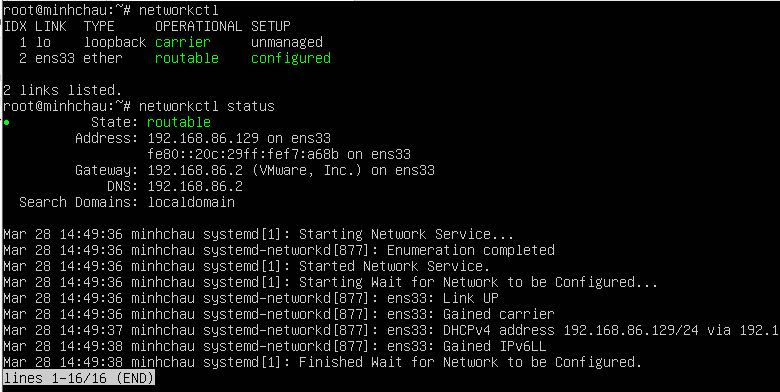 root@minhchau:~# networkctl
IDX LINK  TYPE     OPERATIONAL SETUP
  1 lo    loopback carrier     unmanaged
  2 ens33 ether    routable    configured
2 links listed.
root@minhchau:~# networkctl status
●          State: routable
         Address: 192.168.86.129 on ens33
                  fe80::20c:29ff:fef7:a68b on ens33
         Gateway: 192.168.86.2 (VMware, Inc.) on ens33
             DNS: 192.168.86.2
  Search Domains: localdomain
Mar 28 14:49:36 minhchau systemd[1]: Starting Network Service...
Mar 28 14:49:36 minhchau systemd-networkd[877]: Enumeration completed
Mar 28 14:49:36 minhchau systemd[1]: Started Network Service.
Mar 28 14:49:36 minhchau systemd[1]: Starting Wait for Network to be Configured...
Mar 28 14:49:36 minhchau systemd-networkd[877]: ens33: Link UP
Mar 28 14:49:36 minhchau systemd-networkd[877]: ens33: Gained carrier
Mar 28 14:49:37 minhchau systemd-networkd[877]: ens33: DHCPv4 address 192.168.86.129/24 via 192.1
Mar 28 14:49:38 minhchau systemd-networkd[877]: ens33: Gained IPv6LL
Mar 28 14:49:38 minhchau systemd[1]: Finished Wait for Network to be Configured.
lines 1-16/16 (END)